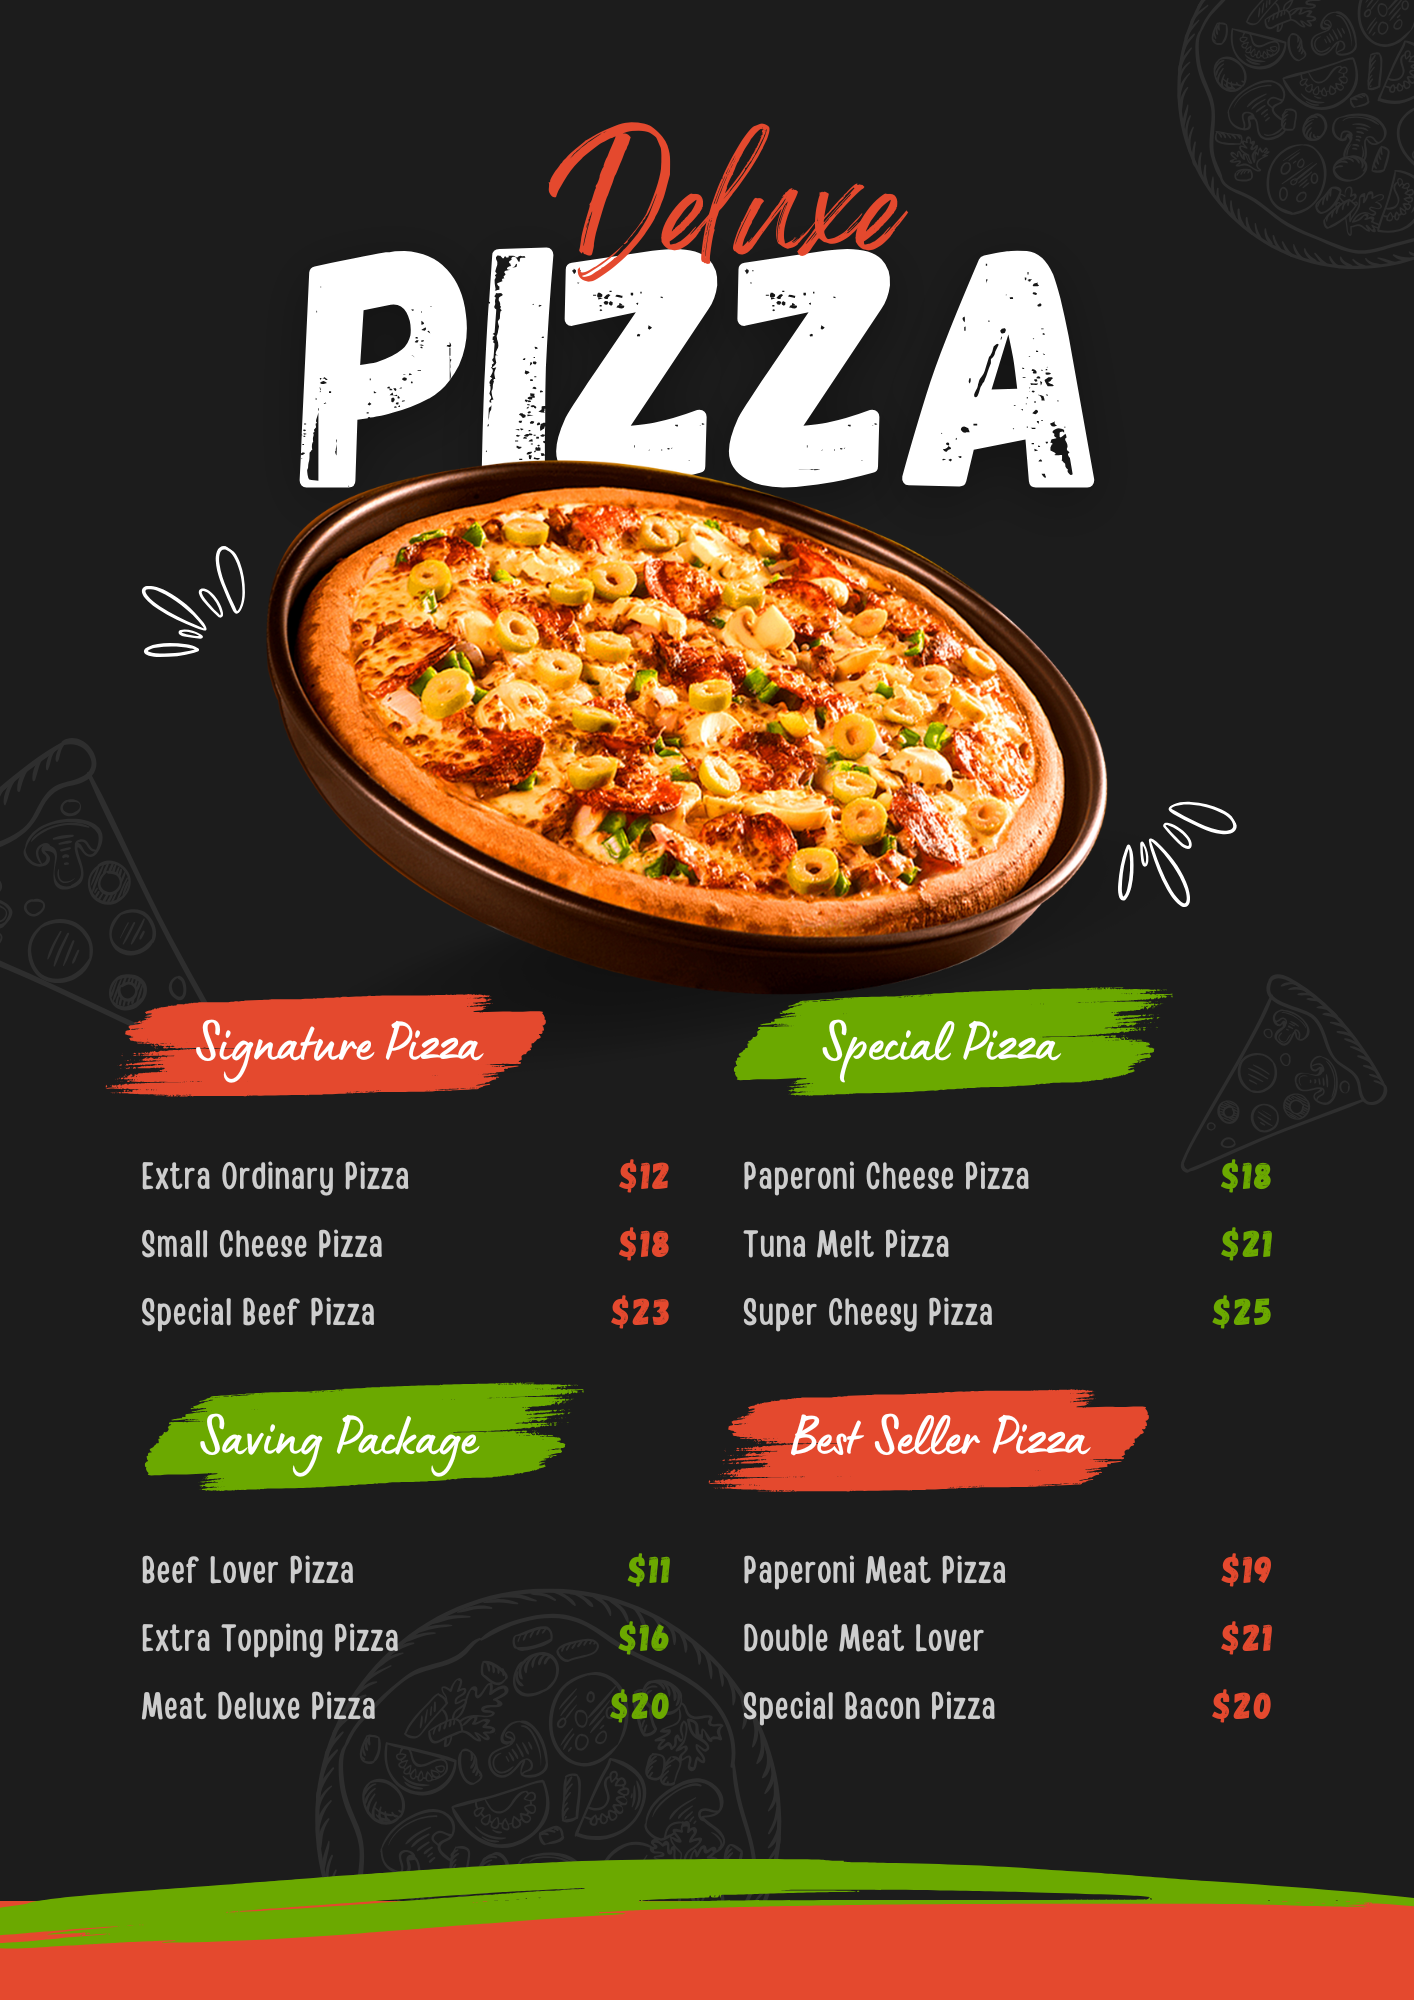 Deluxe
PIZZA
Signature Pizza
Extra Ordinary Pizza $12
Small Cheese Pizza $18
Special Beef Pizza $23
Special Pizza
Paperoni Cheese Pizza $18
Tuna Melt Pizza $21
Super Cheesy Pizza $25
Saving Package
Beef Lover Pizza $11
Extra Topping Pizza $16
Meat Deluxe Pizza $20
Best Seller Pizza
Paperoni Meat Pizza $19
Double Meat Lover $21
Special Bacon Pizza $20